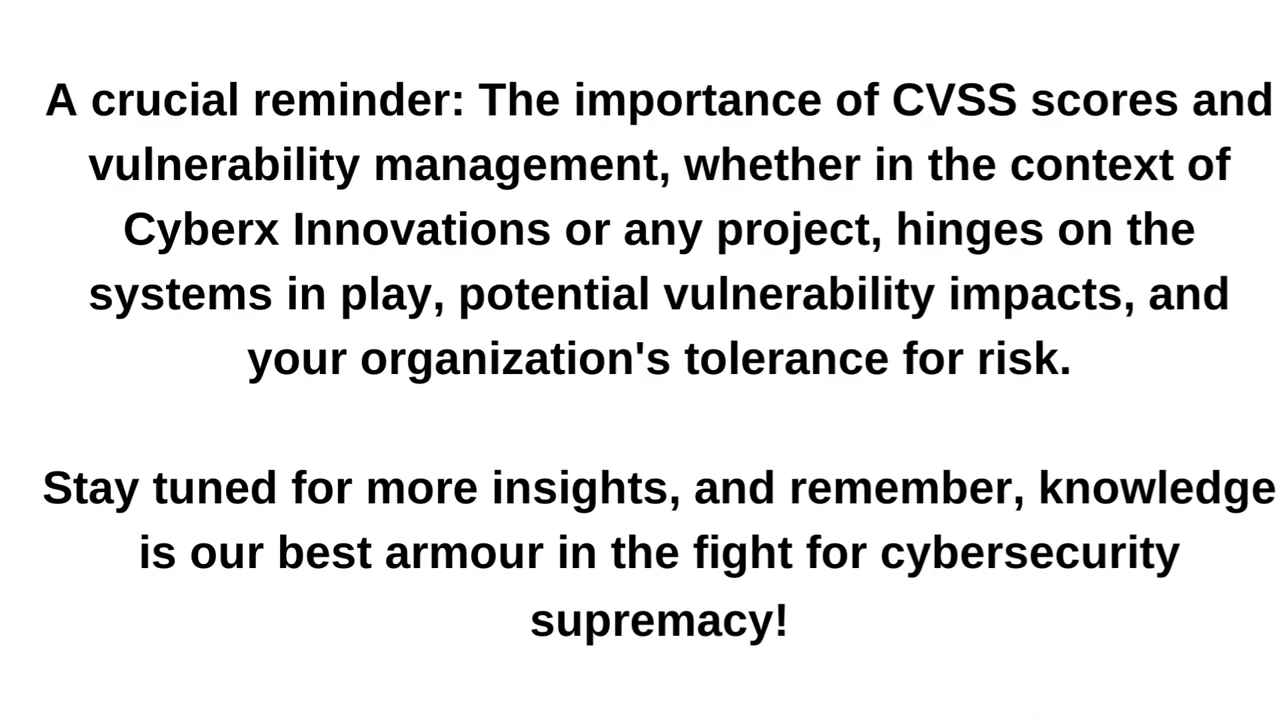 A crucial reminder: The importance of CVSS scores and
vulnerability management, whether in the context of
Cyberx Innovations or any project, hinges on the
systems in play, potential vulnerability impacts, and
your organization's tolerance for risk.
Stay tuned for more insights, and remember, knowledge
is our best armour in the fight for cybersecurity
supremacy!